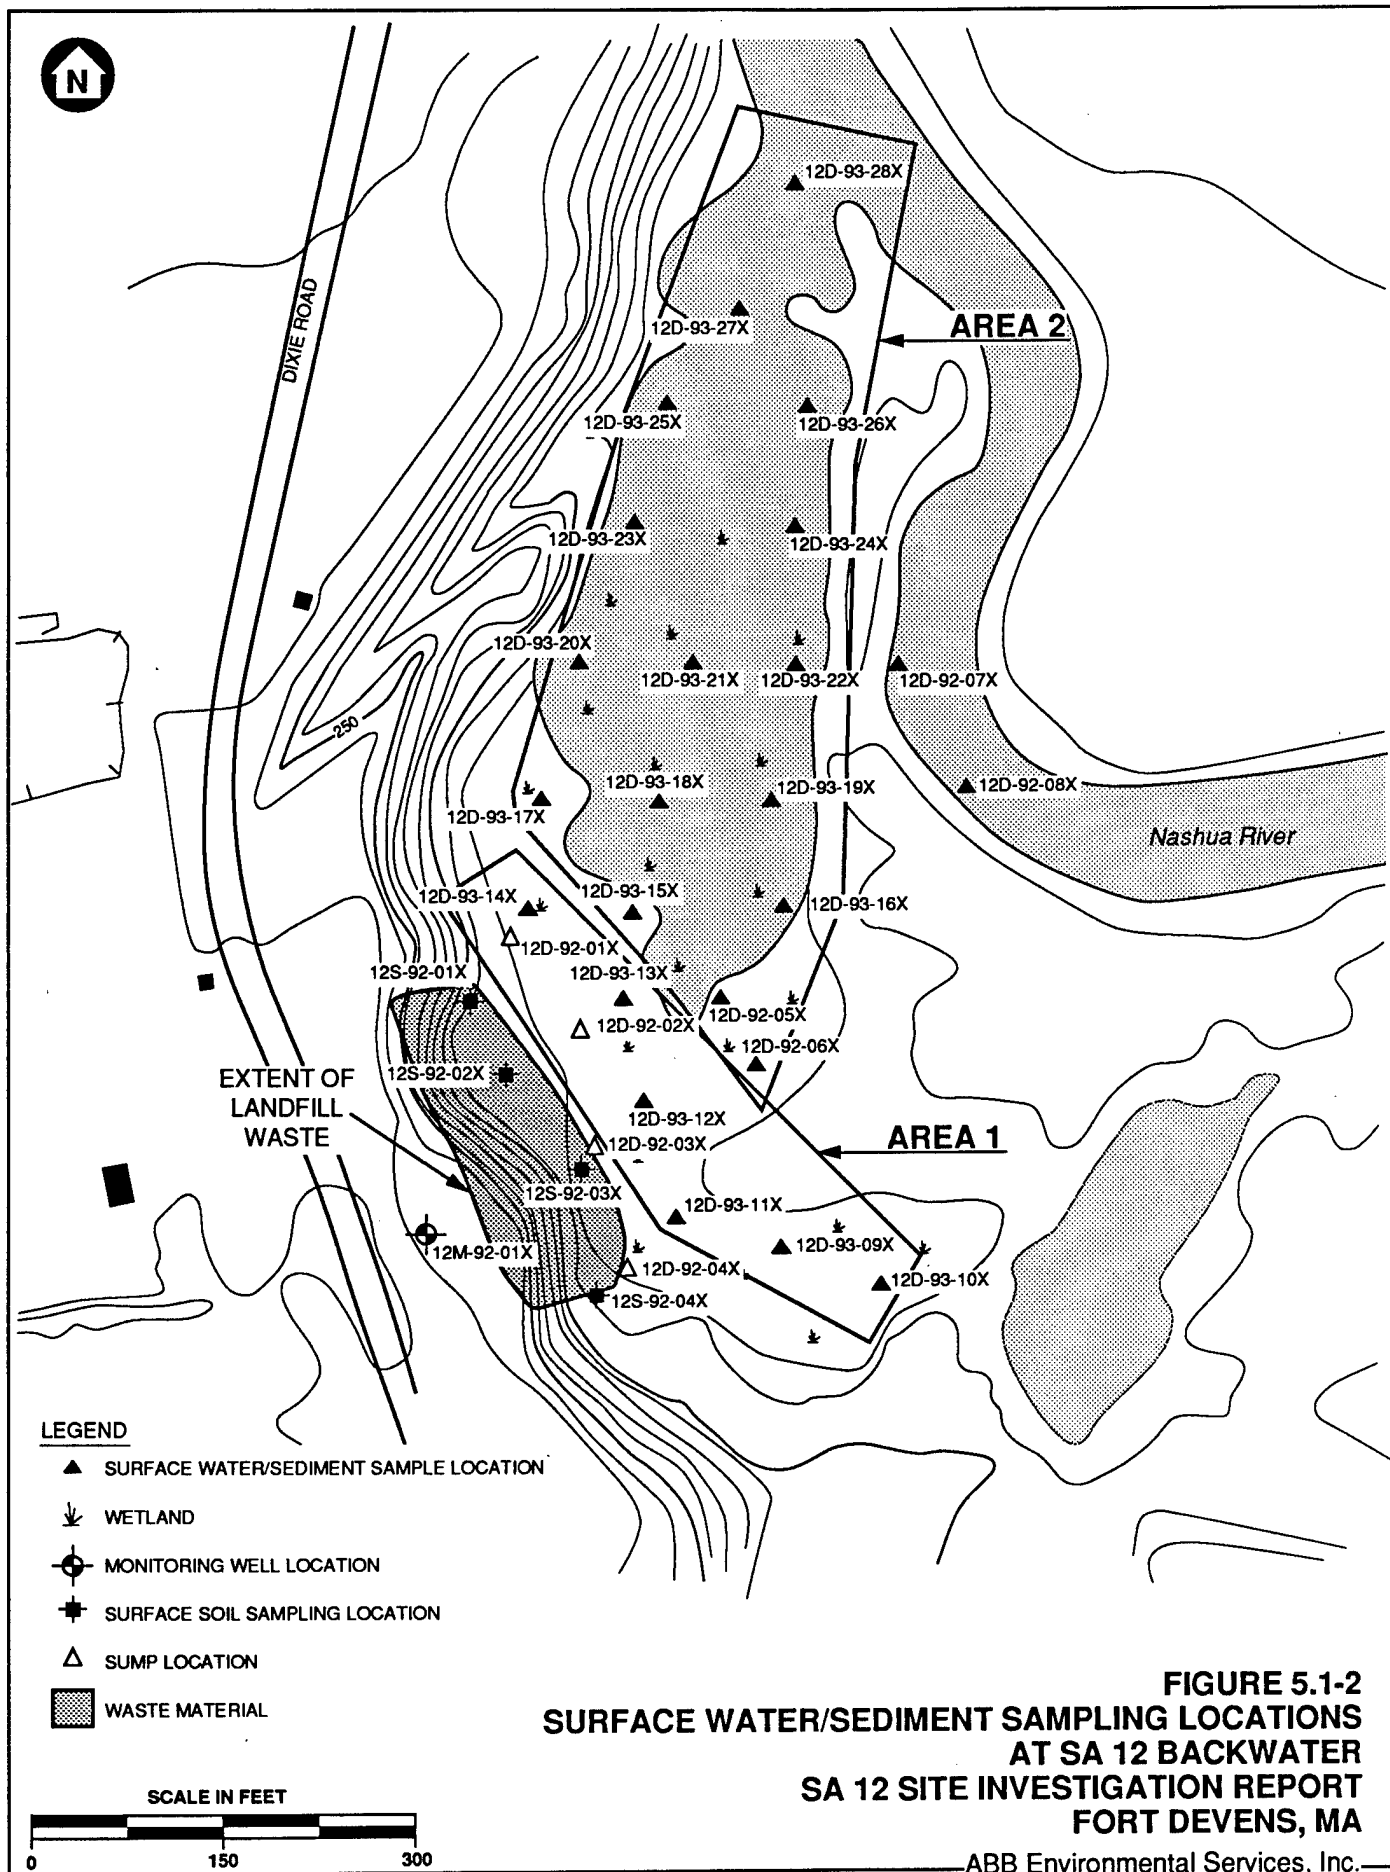 N
12D-93-28X
DIXIE ROAD
12D-93-27X
AREA 2
12D-93-25X
12D-93-26X
12D-93-23X
12D-93-24X
12D-93-20X
12D-93-21X
12D-93-22X
12D-92-07X
250
12D-93-18X
12D-93-19X
12D-92-08X
12D-93-17X
Nashua River
12D-93-14X
12D-93-15X
12D-93-16X
12D-92-01X
12S-92-01X
12D-93-13X
12D-92-02X
12D-92-05X
12D-92-06X
12S-92-02X
EXTENT OF
LANDFILL
WASTE
12D-93-12X
12D-92-03X
AREA 1
12S-92-03X
12D-93-11X
12M-92-01X
12D-93-09X
12D-92-04X
12D-93-10X
12S-92-04X
LEGEND
SURFACE WATER/SEDIMENT SAMPLE LOCATION
WETLAND
MONITORING WELL LOCATION
SURFACE SOIL SAMPLING LOCATION
SUMP LOCATION
WASTE MATERIAL
SCALE IN FEET
0 150 300
FIGURE 5.1-2
SURFACE WATER/SEDIMENT SAMPLING LOCATIONS
AT SA 12 BACKWATER
SA 12 SITE INVESTIGATION REPORT
FORT DEVENS, MA
ABB Environmental Services, Inc.